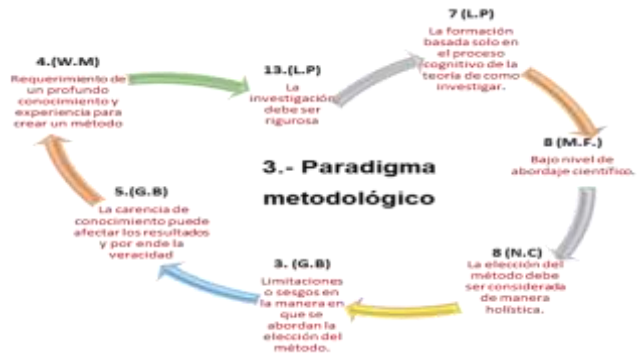 7 (L.P)
La formación
basada solo en
el proceso
cognitivo de la
teoría de como
investigar.
8 (M.F.)
Bajo nivel de
abordaje científico.
8 (N.C)
La elección del
método debe
ser considerada
de manera
holística.
3. (G.B)
Limitaciones
o sesgos en
la manera en
que se
abordan la
elección del
método.
5.(G.B)
La carencia de
conocimiento puede
afectar los resultados
y por ende la
veracidad
4.(W.M)
Requerimiento de
un profundo
conocimiento y
experiencia para
crear un método
13.(L.P)
La
investigación
debe ser
rigurosa
3.- Paradigma
metodológico